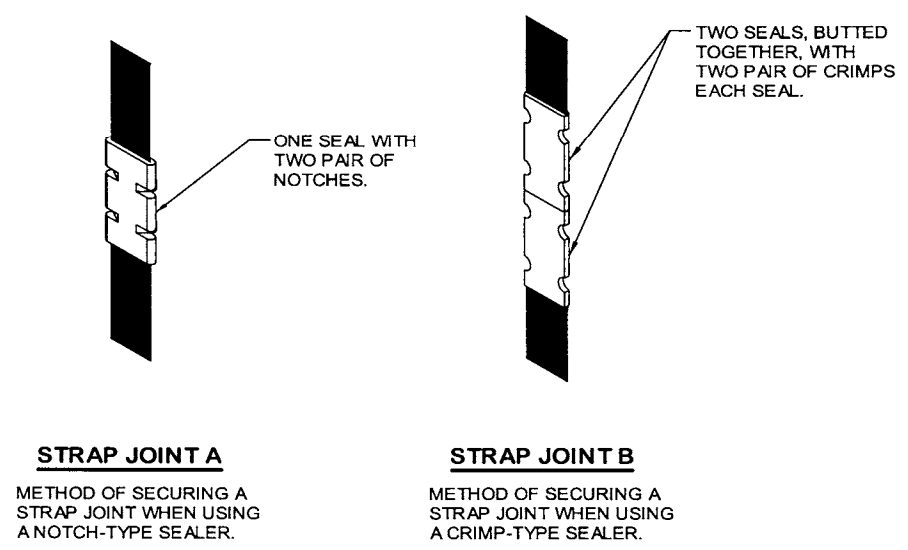 ONE SEAL WITH
TWO PAIR OF
NOTCHES.
TWO SEALS, BUTTED
TOGETHER, WITH
TWO PAIR OF CRIMPS
EACH SEAL.
STRAP JOINT A
METHOD OF SECURING A
STRAP JOINT WHEN USING
A NOTCH-TYPE SEALER.
STRAP JOINT B
METHOD OF SECURING A
STRAP JOINT WHEN USING
A CRIMP-TYPE SEALER.